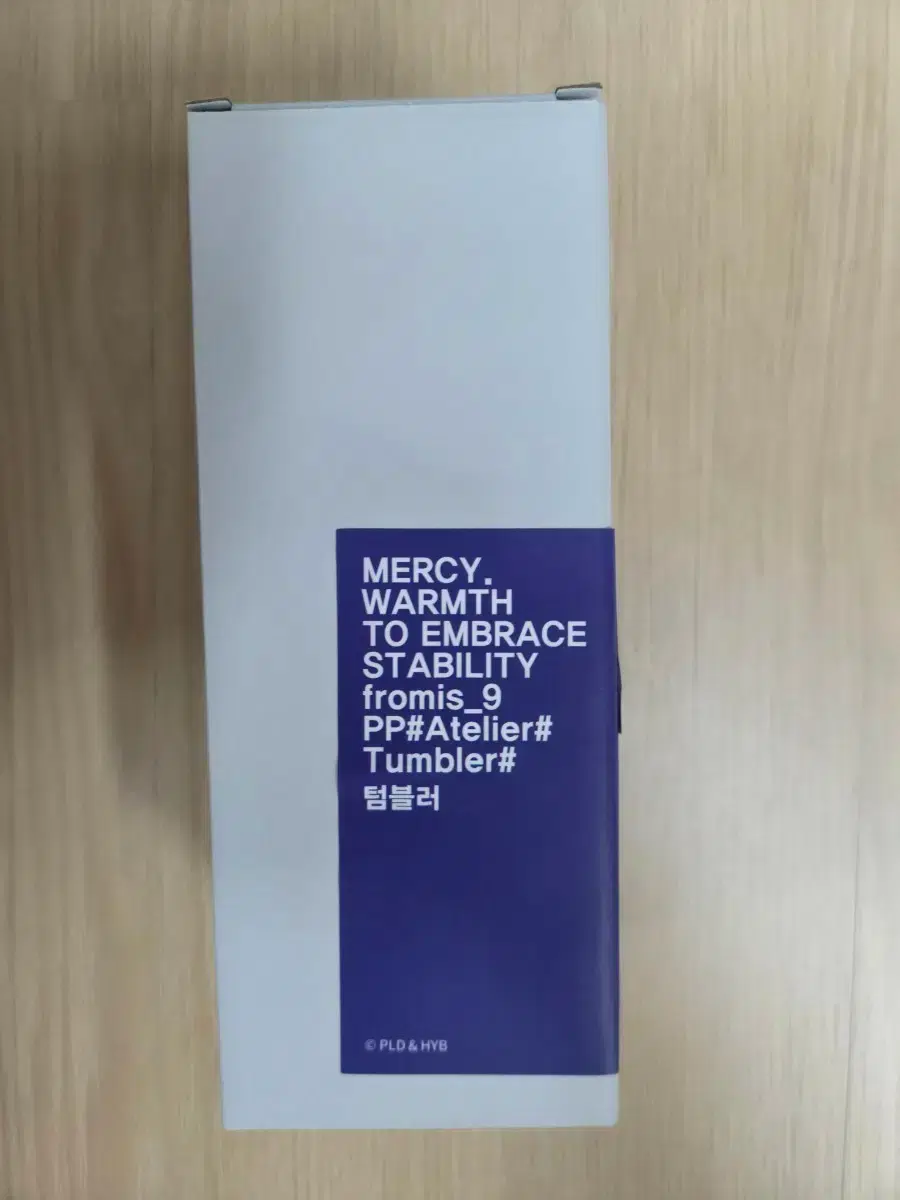 MERCY.
WARMTH
TO EMBRACE
STABILITY
fromis_9
PP#Atelier#
Tumbler#
텀블러
© PLD & HYB